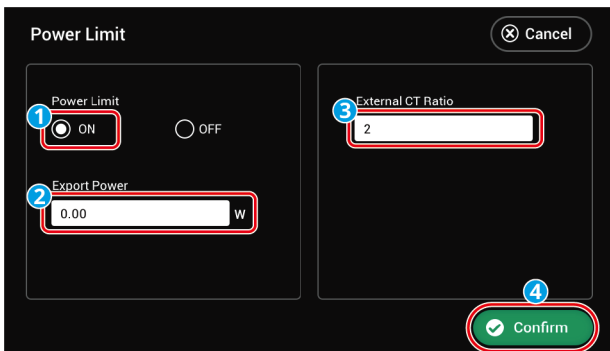 Power Limit
Cancel
Power Limit
1
ON
OFF
Export Power
2
0.00
W
External CT Ratio
3
2
4
Confirm